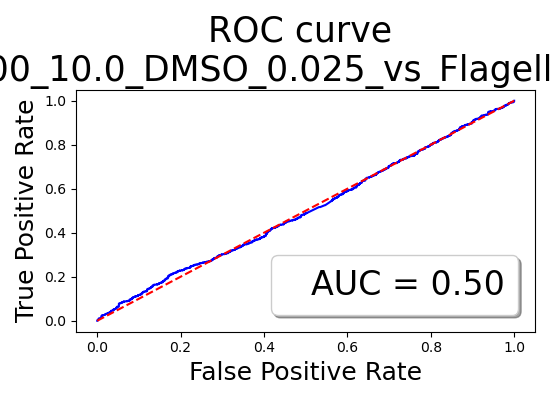 ROC curve
00_10.0_DMSO_0.025_vs_Flagell
True Positive Rate
1.0
0.8
0.6
0.4
0.2
0.0
AUC = 0.50
0.0 0.2 0.4 0.6 0.8 1.0
False Positive Rate